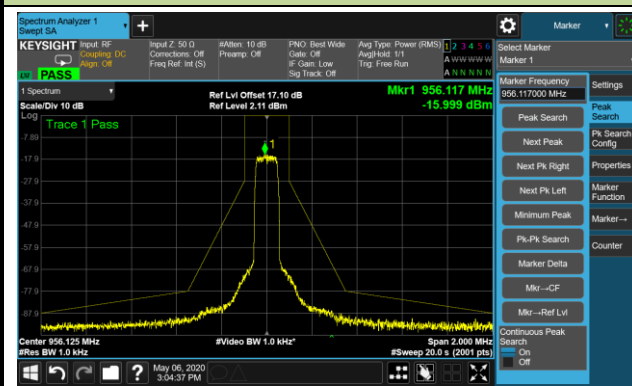 Spectrum Analyzer 1
Swept SA
Marker
KEYSIGHT
Input: RF
Coupling: DC
Align: Off
Input Z: 50 Ω
Corrections: Off
Freq Ref: Int (S)
#Atten: 10 dB
Preamp: Off
PNO: Best Wide
Gate: Off
IF Gain: Low
Sig Track: Off
Avg Type: Power (RMS)
Avg|Hold: 1/1
Trig: Free Run
1 2 3 4 5 6
A W W W W W
A N N N N N
PASS
Select Marker
Marker 1
1 Spectrum
Scale/Div 10 dB
Ref Lvl Offset 17.10 dB
Ref Level 2.11 dBm
Mkr1 956.117 MHz
-15.999 dBm
Log
Trace 1 Pass
1
-7.89
-17.9
-27.9
-37.9
-47.9
-57.9
-67.9
-77.9
-87.9
Center 956.125 MHz
#Res BW 1.0 kHz
#Video BW 1.0 kHz*
Span 2.000 MHz
#Sweep 20.0 s (2001 pts)
Marker Frequency
956.117000 MHz
Peak Search
Next Peak
Next Pk Right
Next Pk Left
Minimum Peak
Pk-Pk Search
Marker Delta
Mkr→CF
Mkr→Ref Lvl
Continuous Peak
Search
On
Off
Settings
Peak
Search
Pk Search
Config
Properties
Marker
Function
Marker→
Counter
?
May 06, 2020
3:04:37 PM